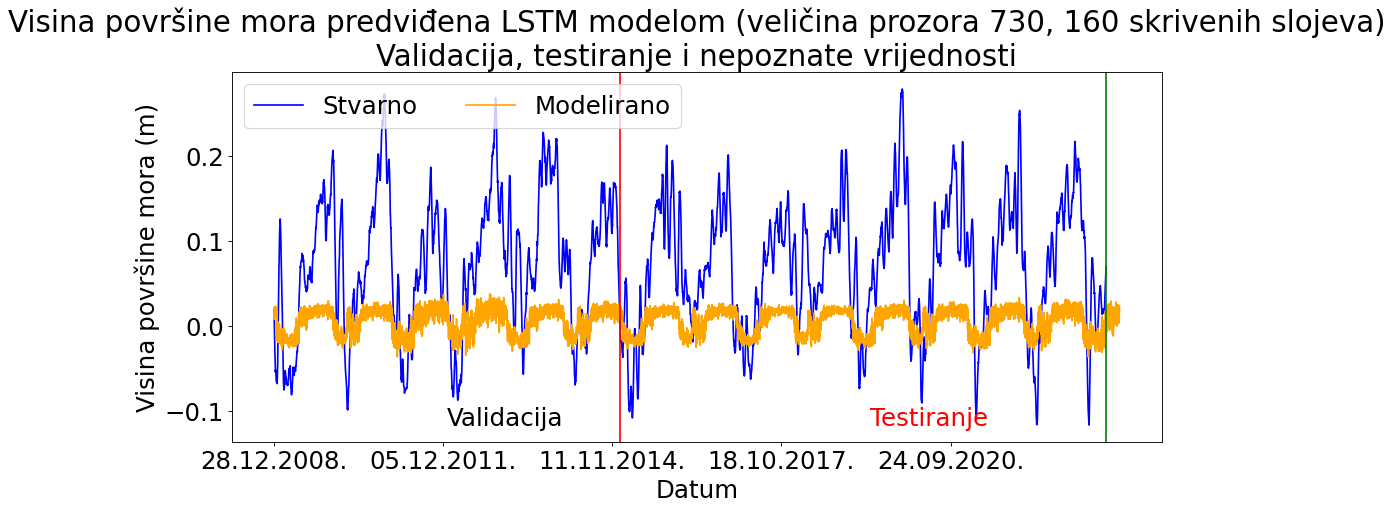 Visina površine mora predviđena LSTM modelom (veličina prozora 730, 160 skrivenih slojeva)
Validacija, testiranje i nepoznate vrijednosti
Stvarno
Modelirano
Visina površine mora (m)
0.2
0.1
0.0
−0.1
Validacija
Testiranje
28.12.2008.
05.12.2011.
11.11.2014.
18.10.2017.
24.09.2020.
Datum